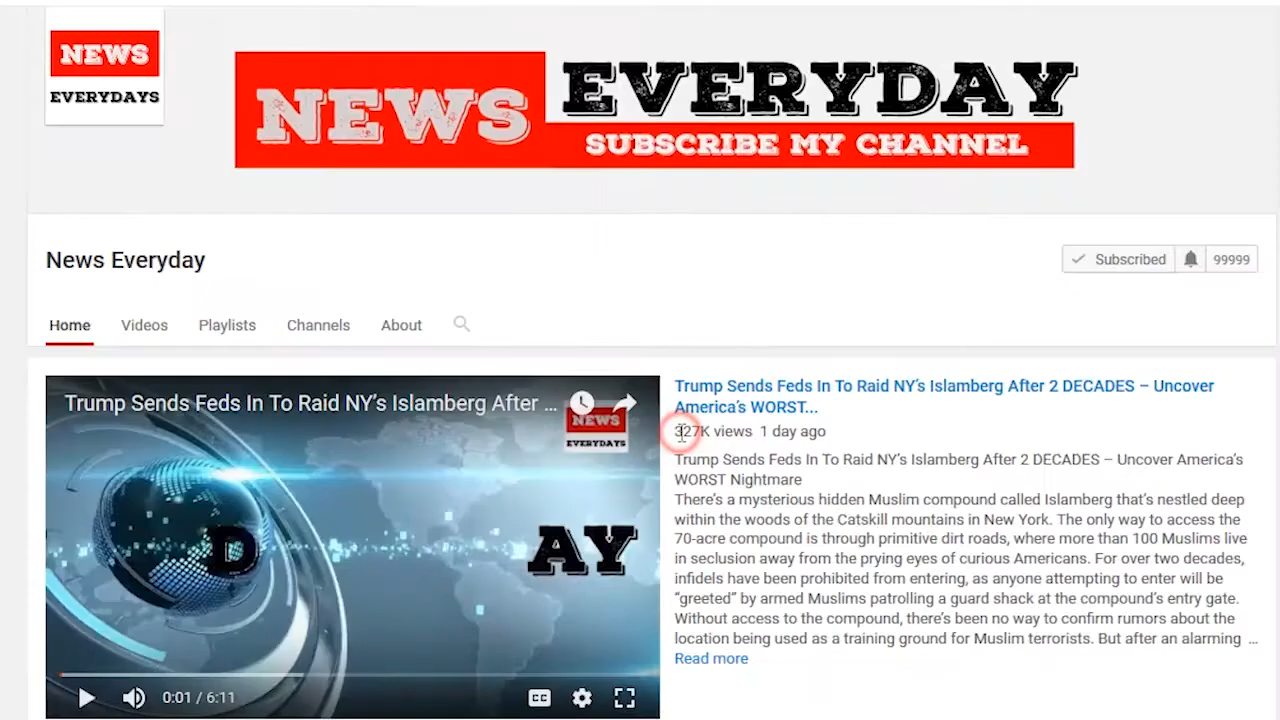 NEWS
EVERYDAYS
NEWS EVERYDAY
SUBSCRIBE MY CHANNEL
News Everyday
Subscribed 99999
Home Videos Playlists Channels About
Trump Sends Feds In To Raid NY's Islamberg After ...
NEWS
EVERYDAYS
D AY
0:01 / 6:11
CC
Trump Sends Feds In To Raid NY's Islamberg After 2 DECADES – Uncover
America's WORST...
327K views 1 day ago
Trump Sends Feds In To Raid NY's Islamberg After 2 DECADES – Uncover America's
WORST Nightmare
There's a mysterious hidden Muslim compound called Islamberg that's nestled deep
within the woods of the Catskill mountains in New York. The only way to access the
70-acre compound is through primitive dirt roads, where more than 100 Muslims live
in seclusion away from the prying eyes of curious Americans. For over two decades,
infidels have been prohibited from entering, as anyone attempting to enter will be
“greeted” by armed Muslims patrolling a guard shack at the compound's entry gate.
Without access to the compound, there's been no way to confirm rumors about the
location being used as a training ground for Muslim terrorists. But after an alarming ...
Read more